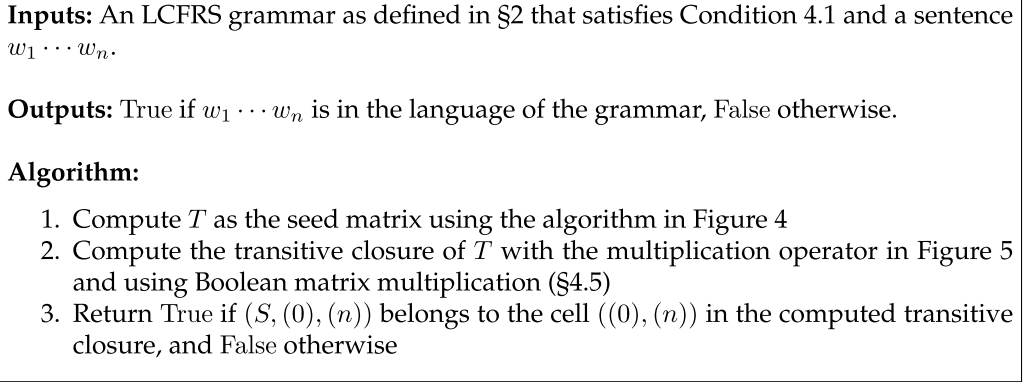 Inputs: An LCFRS grammar as defined in §2 that satisfies Condition 4.1 and a sentence
w₁ ··· wₙ.
Outputs: True if w₁ ··· wₙ is in the language of the grammar, False otherwise.
Algorithm:
1. Compute T as the seed matrix using the algorithm in Figure 4
2. Compute the transitive closure of T with the multiplication operator in Figure 5
and using Boolean matrix multiplication (§4.5)
3. Return True if (S, (0), (n)) belongs to the cell ((0), (n)) in the computed transitive
closure, and False otherwise